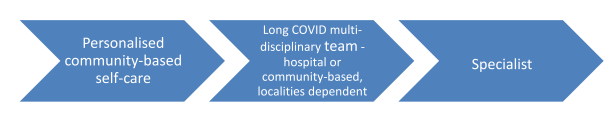 Personalised
community-based
self-care
Long COVID multi-
disciplinary team -
hospital or
community-based,
localities dependent
Specialist